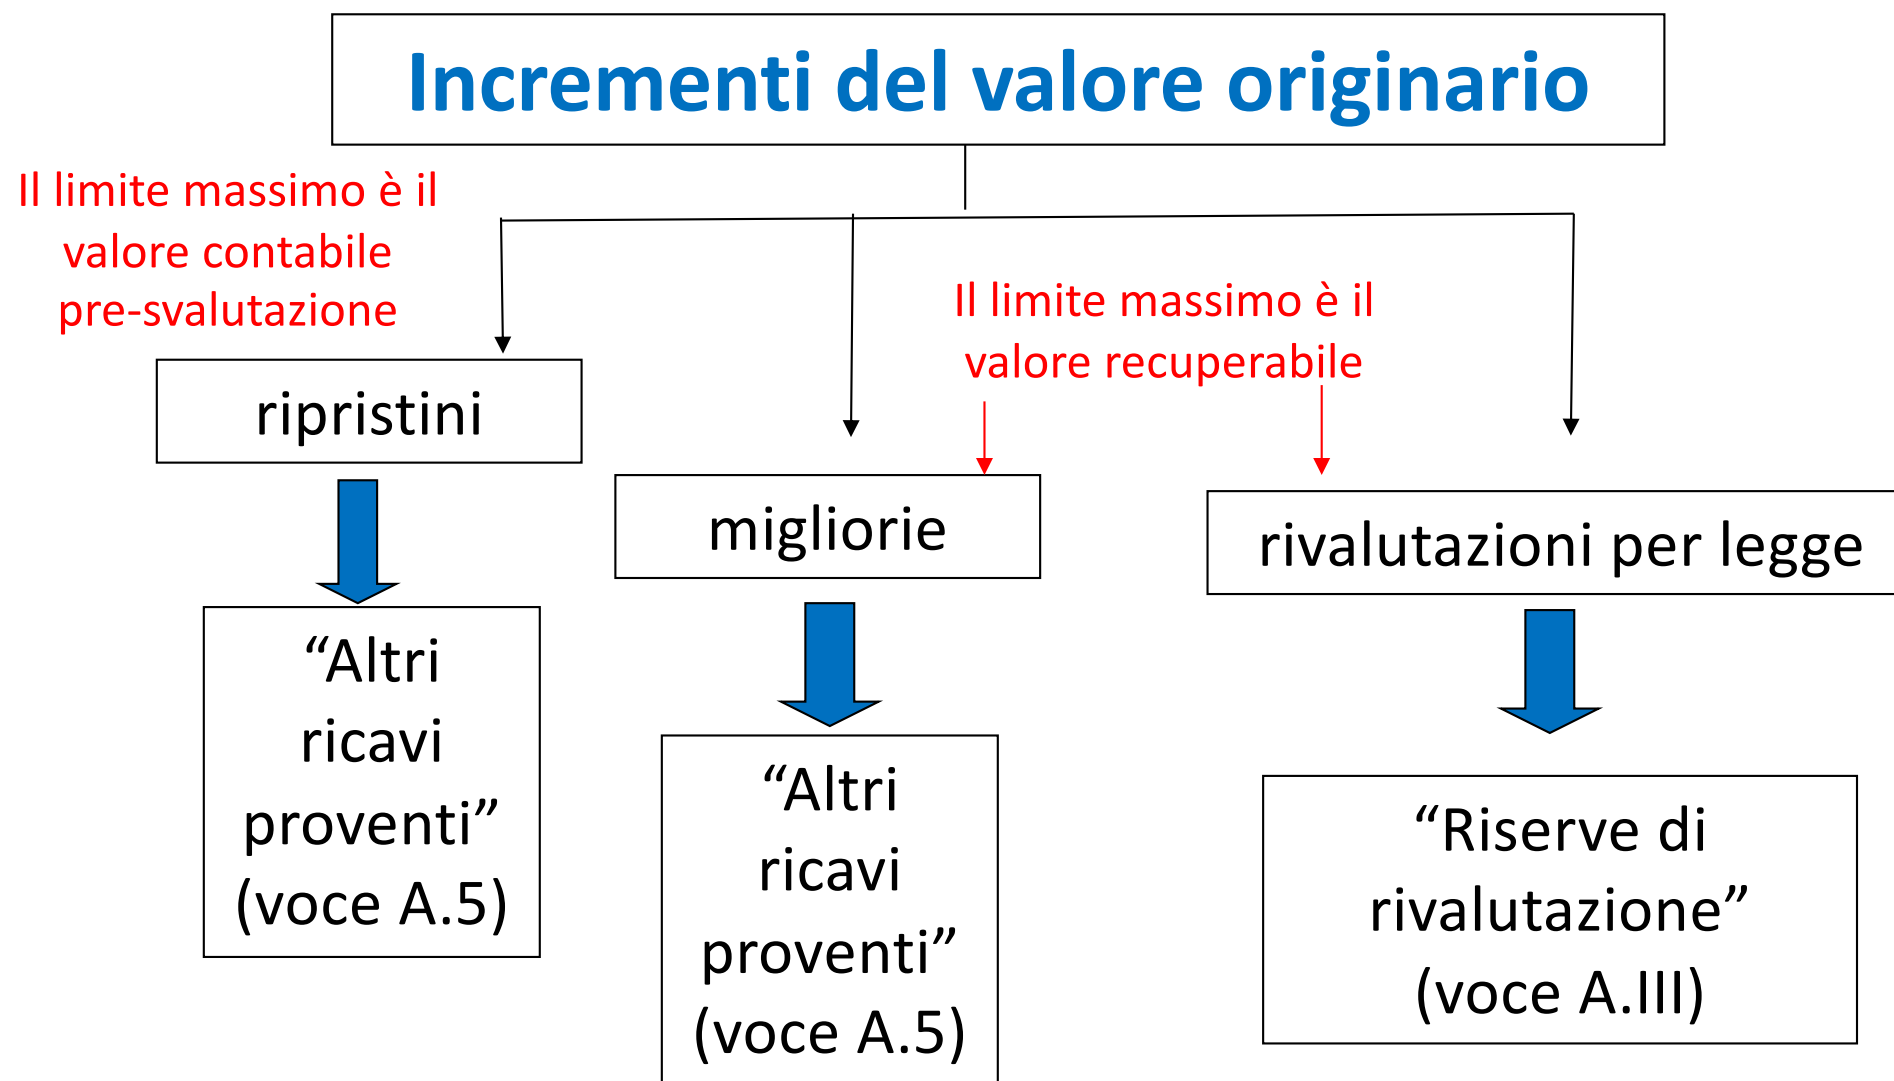 Incrementi del valore originario
Il limite massimo è il
valore contabile
pre-svalutazione
Il limite massimo è il
valore recuperabile
ripristini
migliorie
rivalutazioni per legge
“Altri
ricavi
proventi”
(voce A.5)
“Altri
ricavi
proventi”
(voce A.5)
“Riserve di
rivalutazione”
(voce A.III)